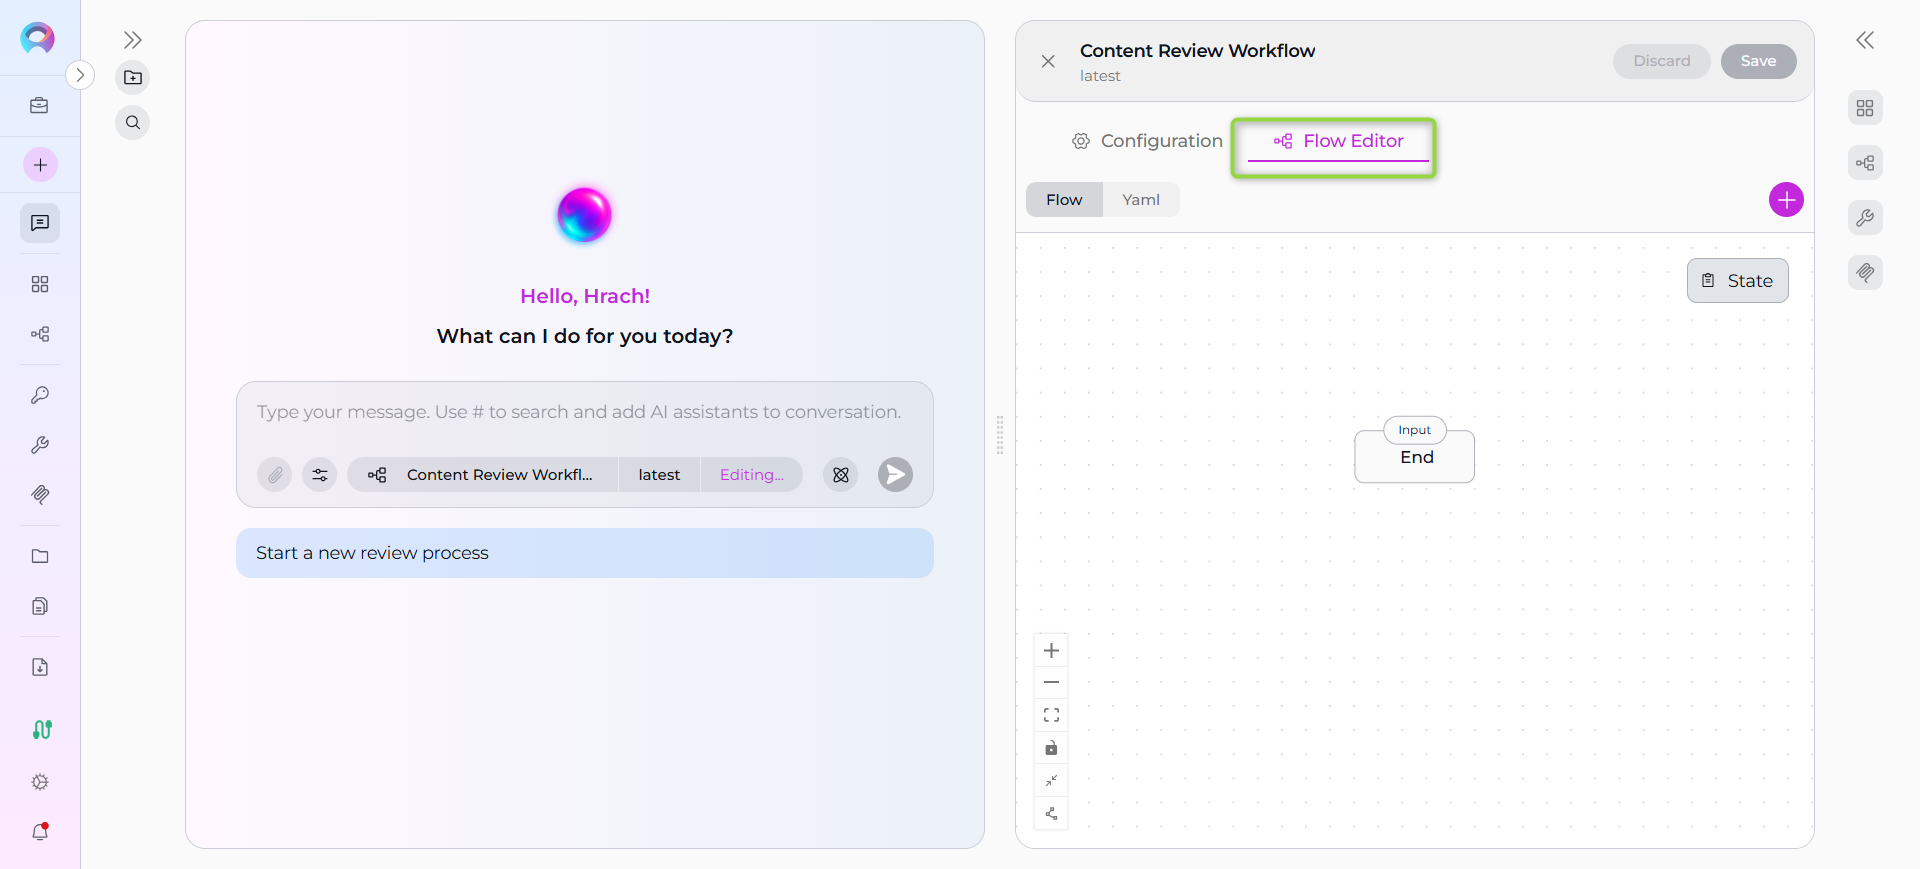 Hello, Hrach!
What can I do for you today?
Type your message. Use # to search and add AI assistants to conversation.
Content Review Workfl...
latest
Editing...
Start a new review process
Content Review Workflow
latest
Discard
Save
Configuration
Flow Editor
Flow
Yaml
State
Input
End